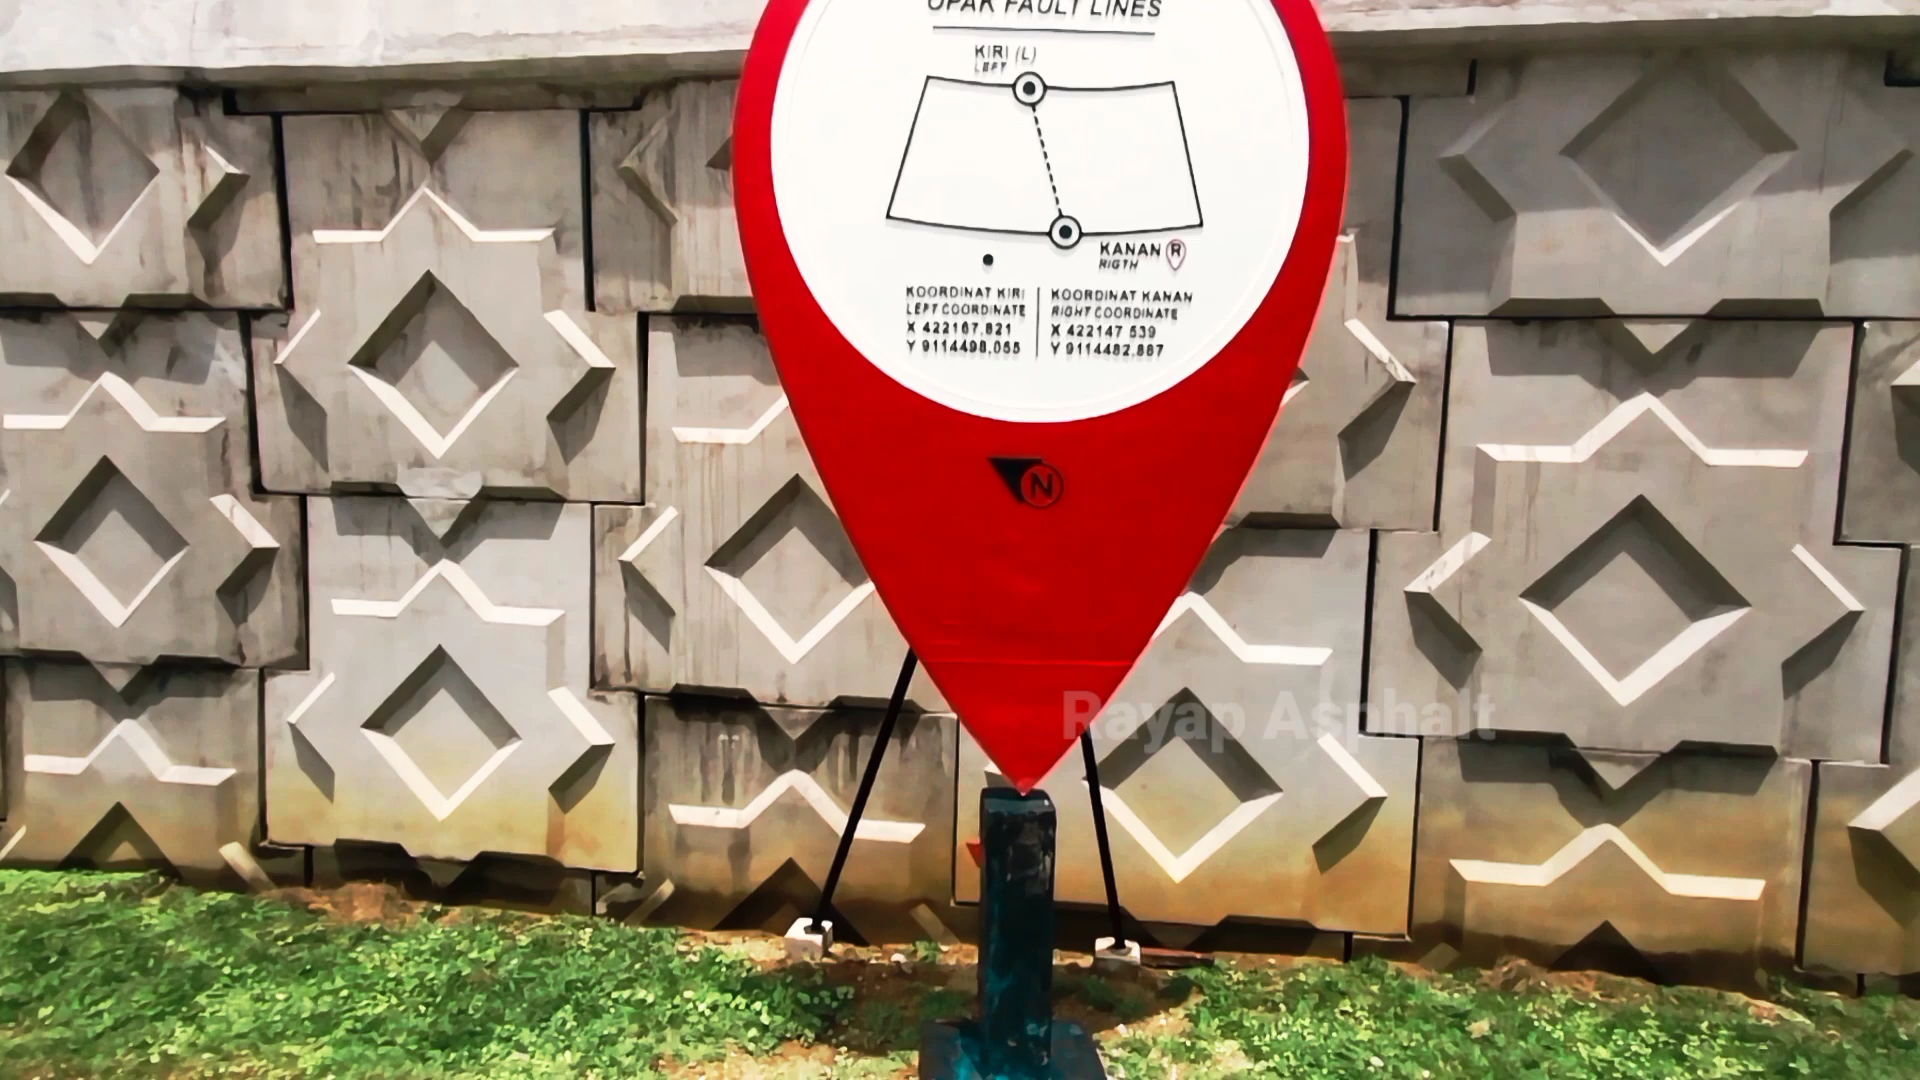 OPAK FAULT LINES
KIRI (L)
LEFT
KANAN R
RIGTH
KOORDINAT KIRI
LEFT COORDINATE
X 422167,821
Y 9114498,055
KOORDINAT KANAN
RIGHT COORDINATE
X 422147 539
Y 9114482,887
N
Rayap Asphalt